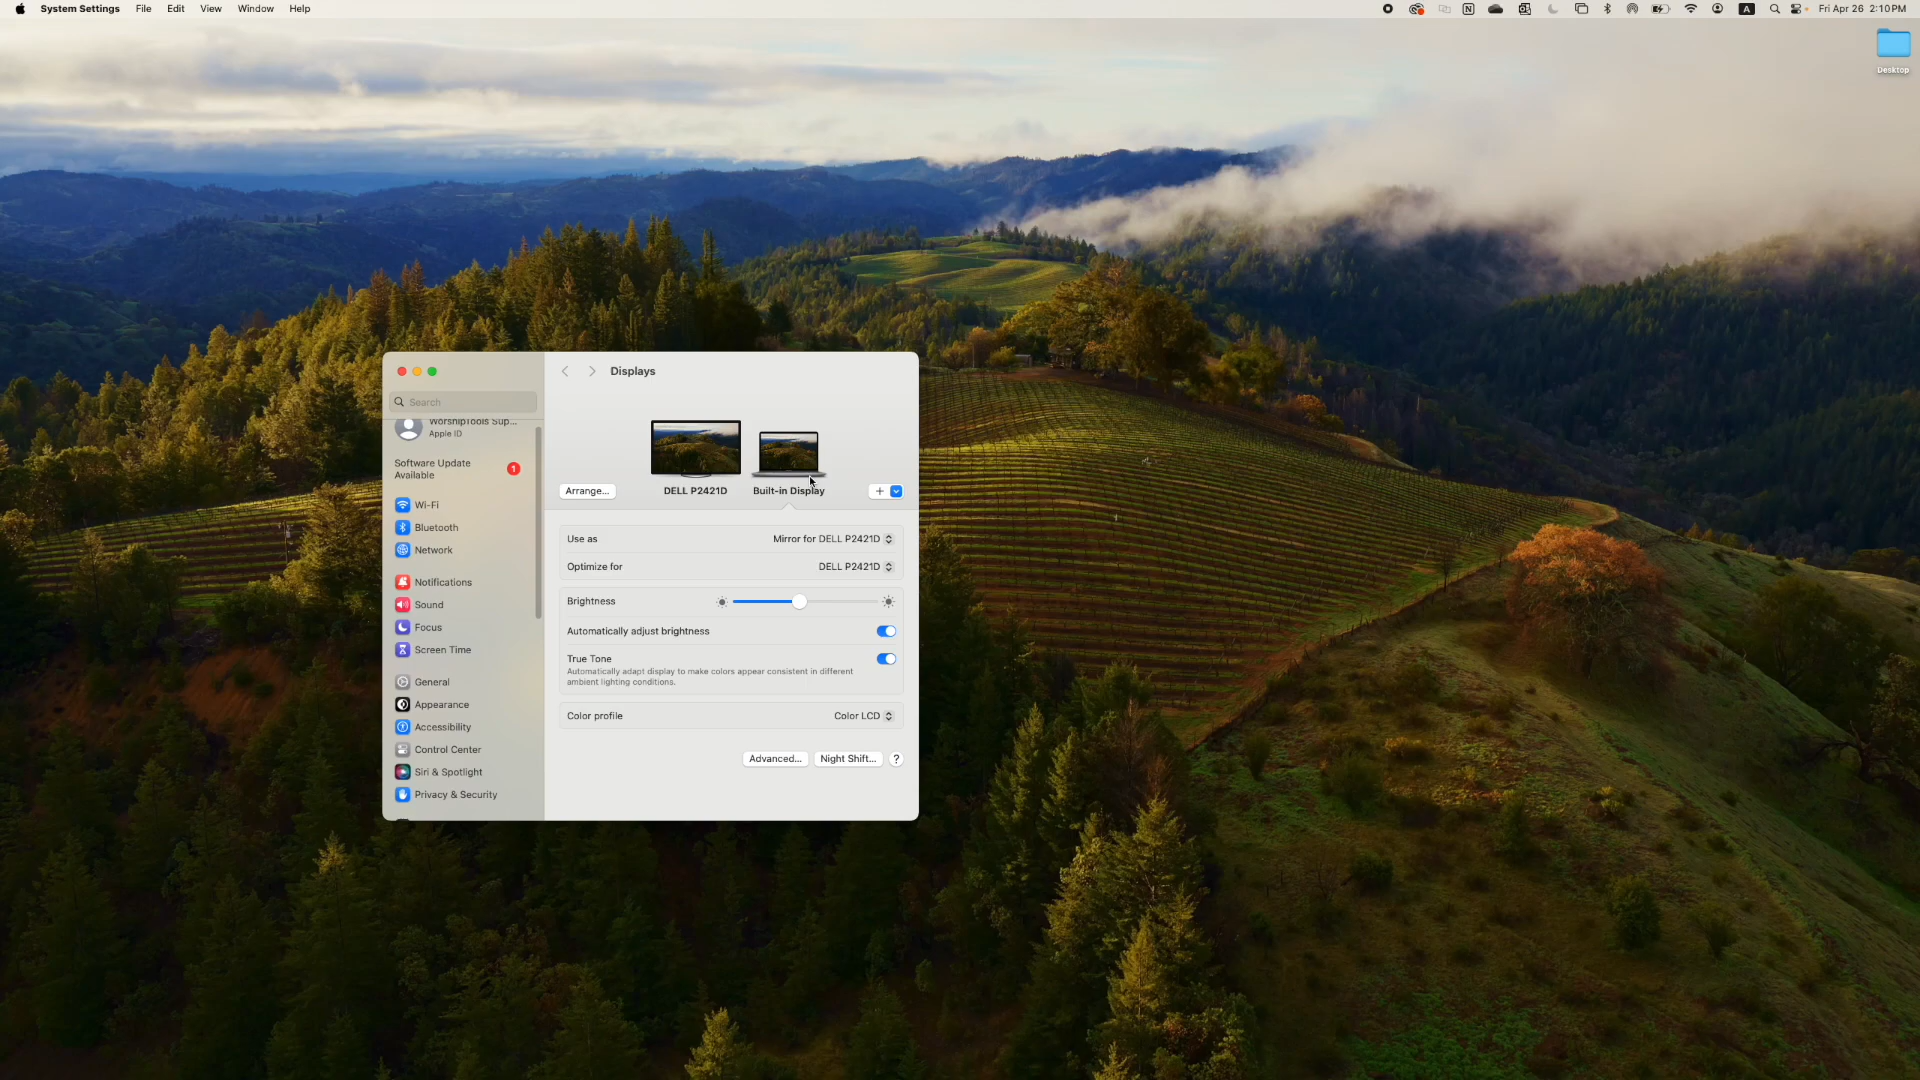 System Settings File Edit View Window Help
Fri Apr 26 2:10 PM
Desktop
Displays
Search
WorshipTools Sup...
Apple ID
Software Update
Available
1
Wi-Fi
Bluetooth
Network
Notifications
Sound
Focus
Screen Time
General
Appearance
Accessibility
Control Center
Siri & Spotlight
Privacy & Security
Arrange...
DELL P2421D
Built-in Display
Use as
Mirror for DELL P2421D
Optimize for
DELL P2421D
Brightness
Automatically adjust brightness
True Tone
Automatically adapt display to make colors appear consistent in different
ambient lighting conditions.
Color profile
Color LCD
Advanced...
Night Shift...
?